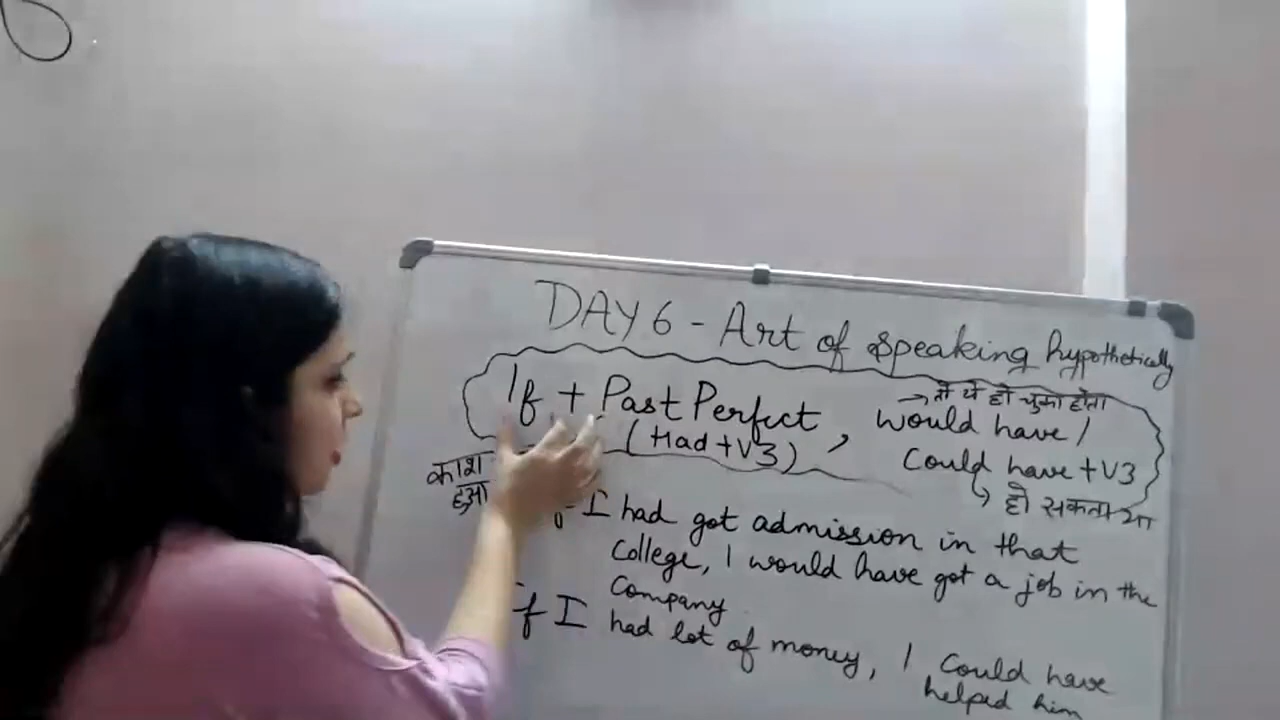 DAY 6 - Art of speaking hypothetically
If + Past Perfect, would have /
→ तो ये हो चुका होता
(Had + V3)
Could have + V3
↳ हो सकता था
काश
I had got admission in that
College, I would have got a job in the
Company
f I had lot of money, I Could have
helped him